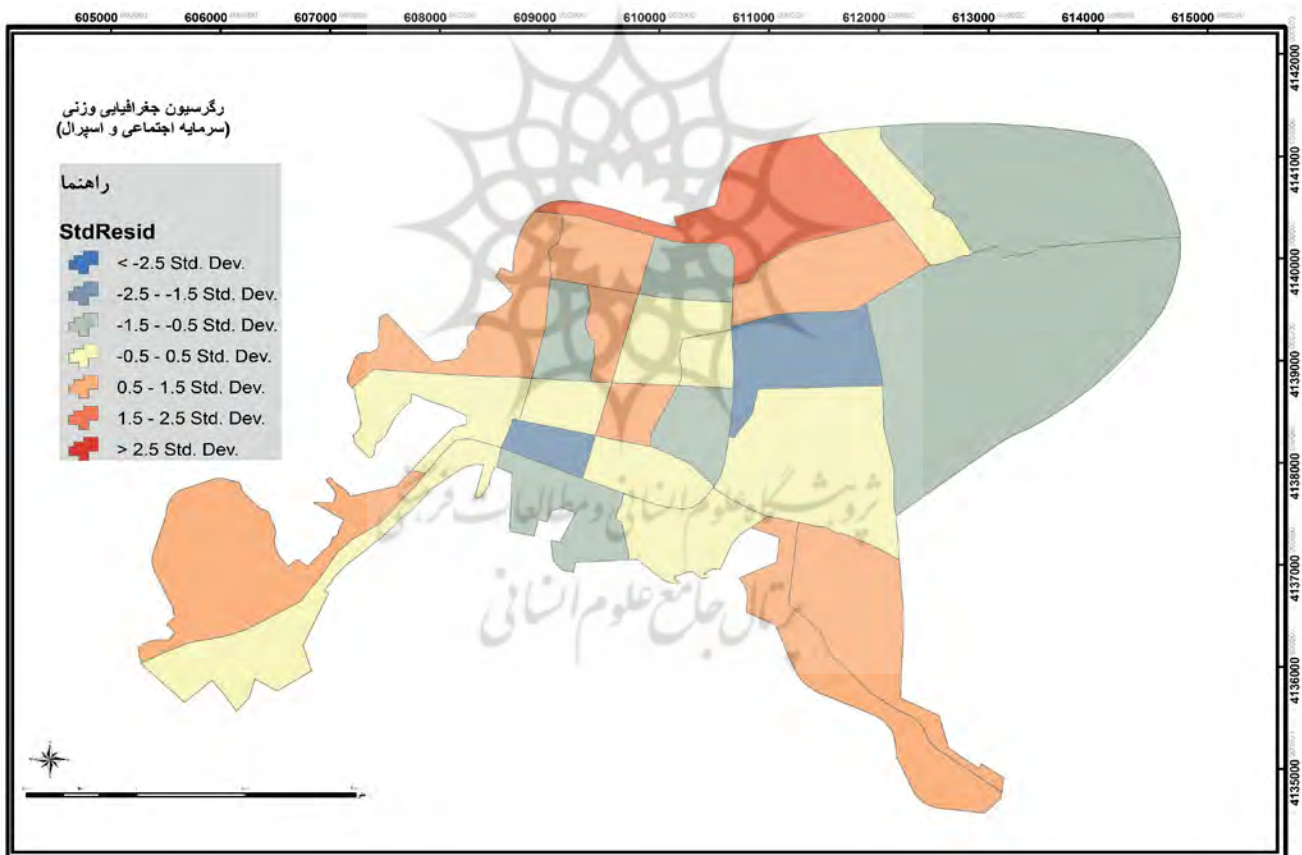 605000 606000 607000 608000 609000 610000 611000 612000 613000 614000 615000
4142000
4141000
4140000
4139000
4138000
4137000
4136000
4135000
رگرسیون جغرافیایی وزنی
(سرمایه اجتماعی و اسپرال)
راهنما
StdResid
< -2.5 Std. Dev.
-2.5 - -1.5 Std. Dev.
-1.5 - -0.5 Std. Dev.
-0.5 - 0.5 Std. Dev.
0.5 - 1.5 Std. Dev.
1.5 - 2.5 Std. Dev.
> 2.5 Std. Dev.
پژوهشگاه علوم انسانی و مطالعات فرهنگی
پرتال جامع علوم انسانی